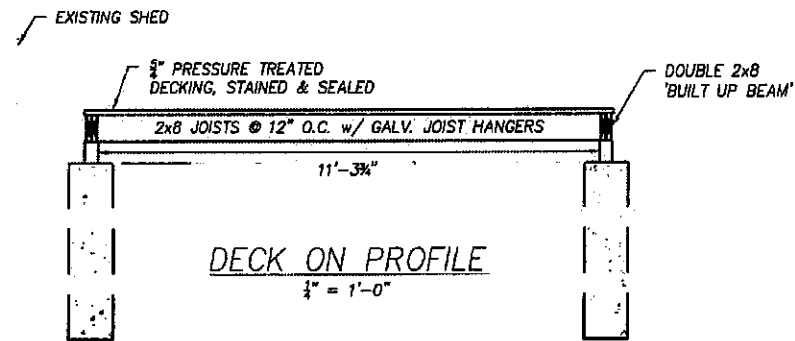 EXISTING SHED
5/4" PRESSURE TREATED
DECKING, STAINED & SEALED
DOUBLE 2x8
'BUILT UP BEAM'
2x8 JOISTS @ 12" O.C. w/ GALV. JOIST HANGERS
11'-3¾"
DECK ON PROFILE
¼" = 1'-0"